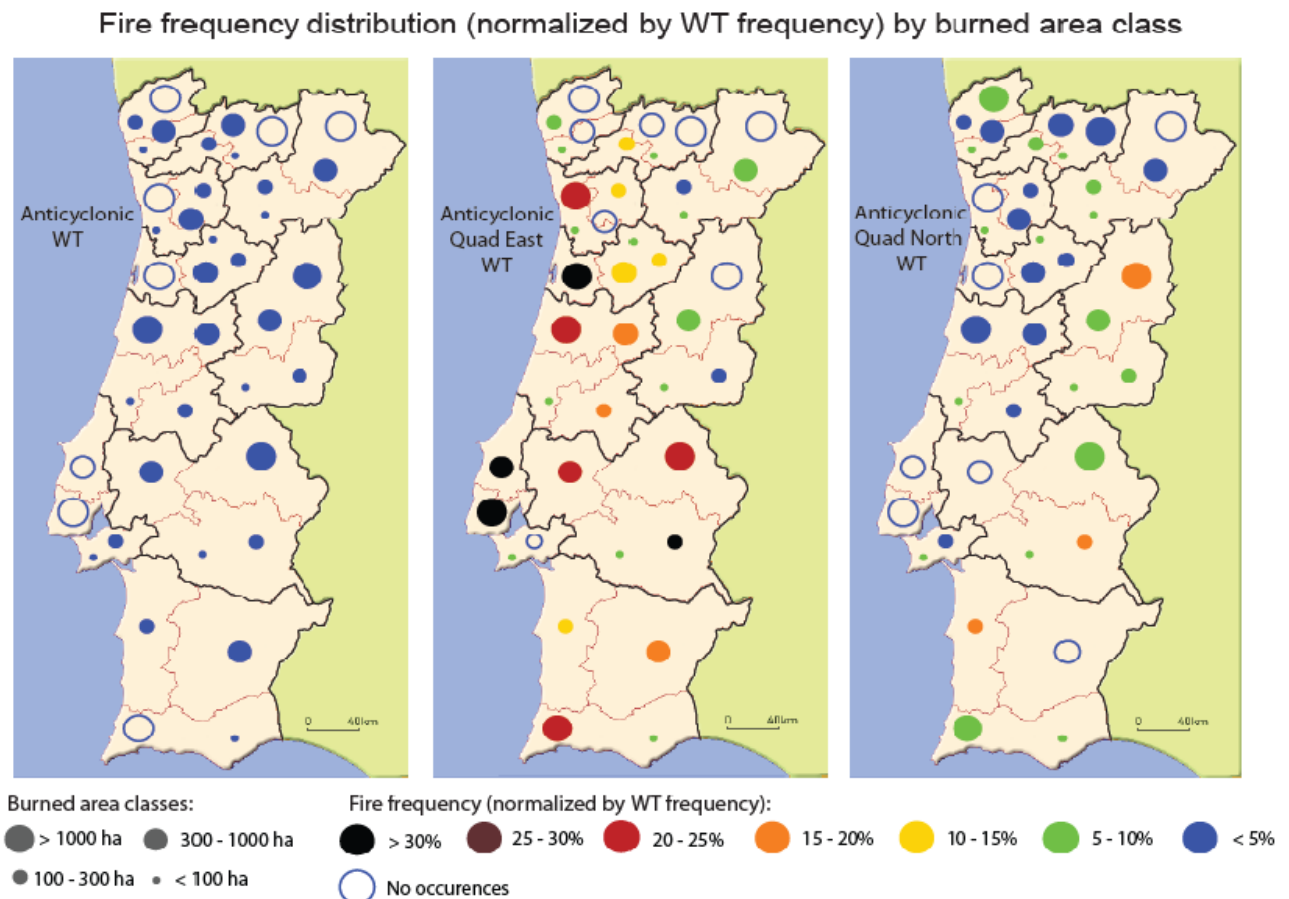 Fire frequency distribution (normalized by WT frequency) by burned area class
Anticyclonic
WT
0 40km
Anticyclonic
Quad East
WT
0 40km
Anticyclonic
Quad North
WT
0 40km
Burned area classes:
> 1000 ha 300 - 1000 ha
100 - 300 ha < 100 ha
Fire frequency (normalized by WT frequency):
> 30% 25 - 30% 20 - 25% 15 - 20% 10 - 15% 5 - 10% < 5%
No occurences